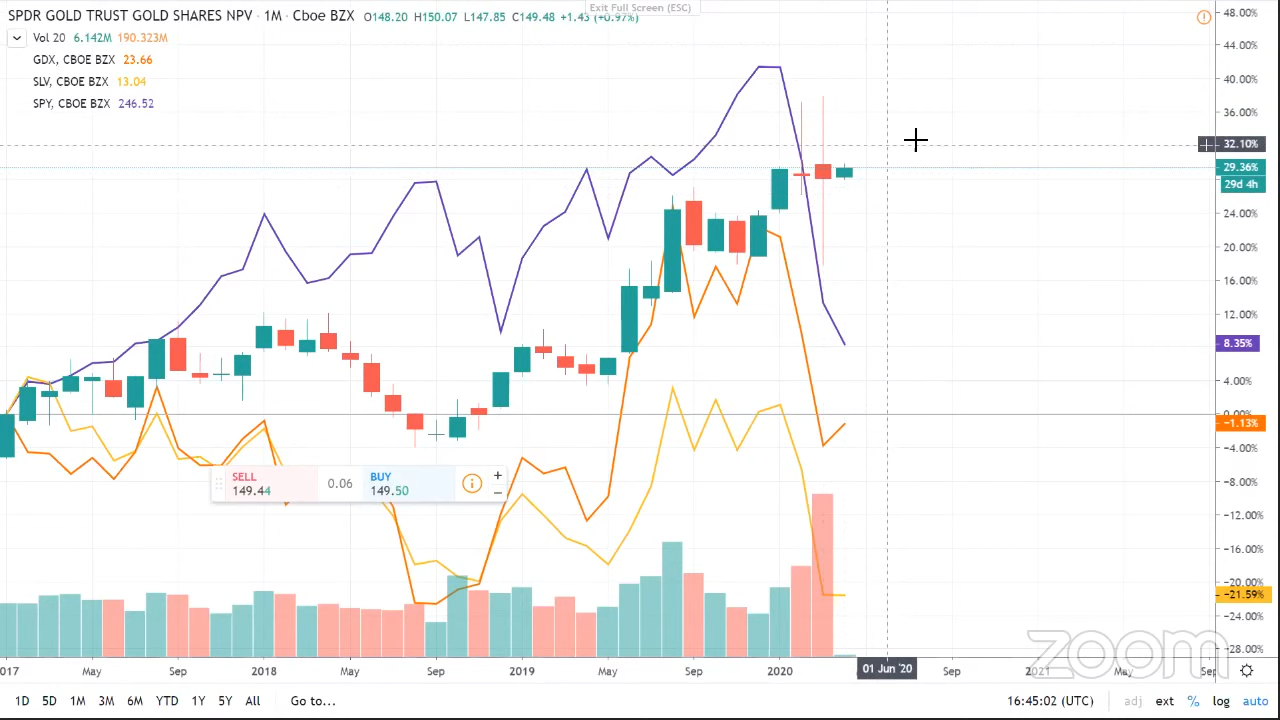 Exit Full Screen (ESC)
SPDR GOLD TRUST GOLD SHARES NPV · 1M · Cboe BZX O148.20 H150.07 L147.85 C149.48 +1.43 (+0.97%)
Vol 20 6.142M 190.323M
GDX, CBOE BZX 23.66
SLV, CBOE BZX 13.04
SPY, CBOE BZX 246.52
48.00%
44.00%
40.00%
36.00%
32.10%
29.36%
29d 4h
24.00%
20.00%
16.00%
12.00%
8.35%
4.00%
0.00%
−1.13%
−4.00%
−8.00%
−12.00%
−16.00%
−20.00%
−21.59%
−24.00%
−28.00%
SELL
149.44
0.06
BUY
149.50
+
−
zoom
2017 May Sep 2018 May Sep 2019 May Sep 2020 01 Jun '20 Sep 2021 May Sep
1D 5D 1M 3M 6M YTD 1Y 5Y All Go to... 16:45:02 (UTC) adj ext % log auto